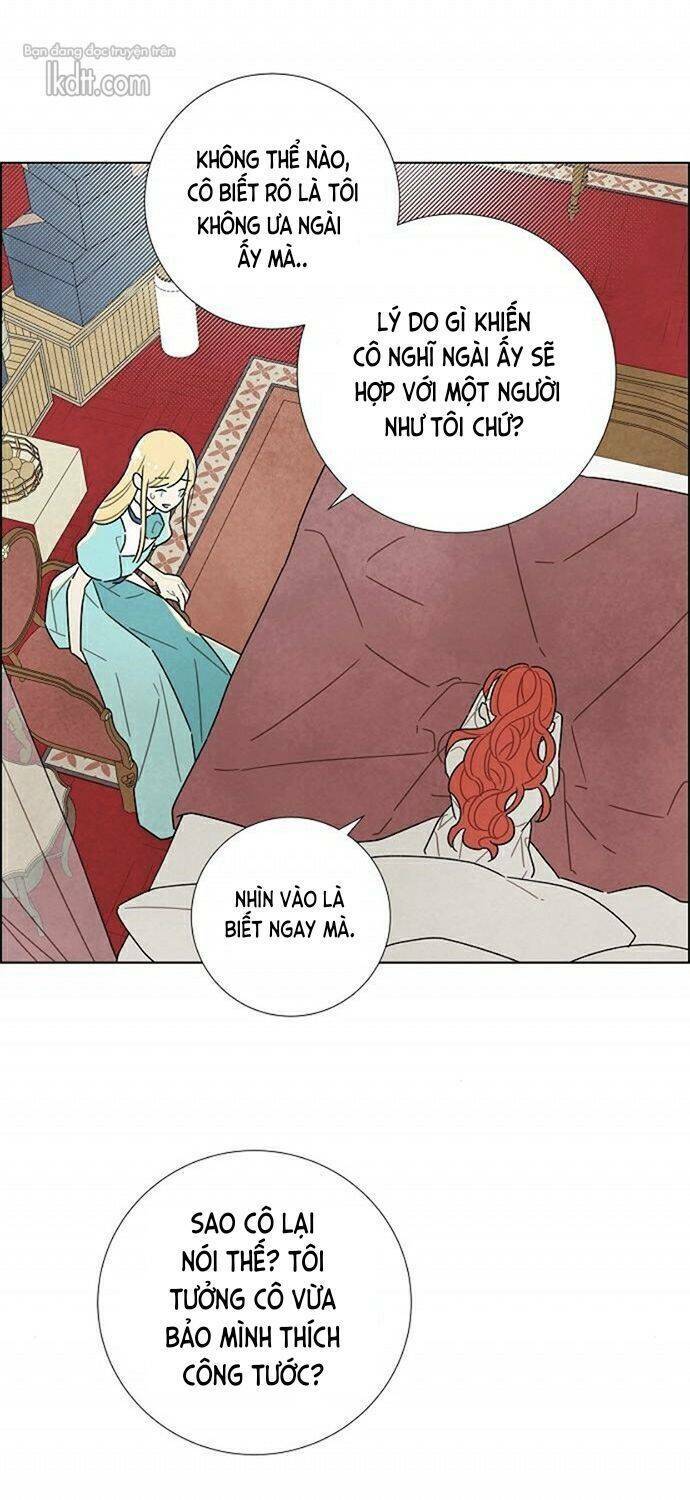 Bạn đang đọc truyện trên
lkdtt.com
KHÔNG THỂ NÀO,
CÔ BIẾT RÕ LÀ TÔI
KHÔNG ƯA NGÀI
ẤY MÀ..
LÝ DO GÌ KHIẾN
CÔ NGHĨ NGÀI ẤY SẼ
HỢP VỚI MỘT NGƯỜI
NHƯ TÔI CHỨ?
NHÌN VÀO LÀ
BIẾT NGAY MÀ.
SAO CÔ LẠI
NÓI THẾ? TÔI
TƯỞNG CÔ VỪA
BẢO MÌNH THÍCH
CÔNG TƯỚC?